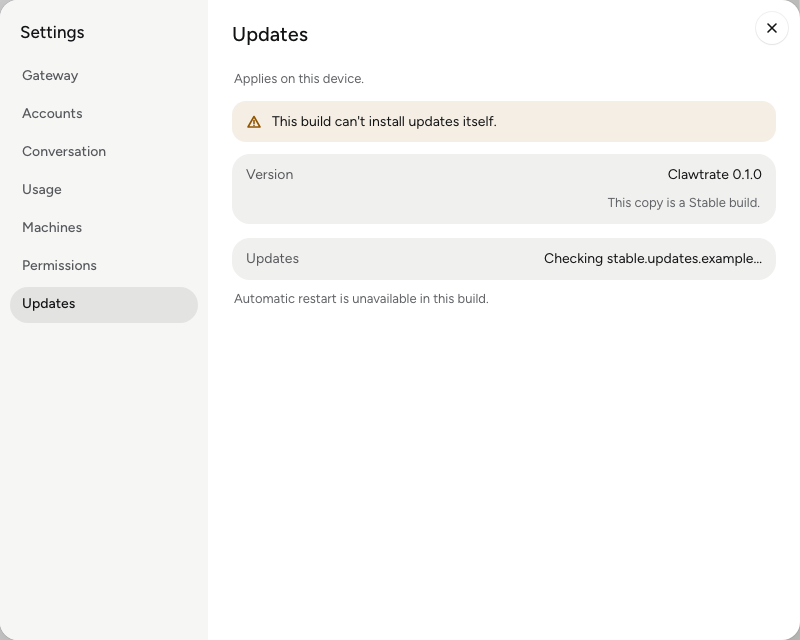 Settings
Gateway
Accounts
Conversation
Usage
Machines
Permissions
Updates
Updates
Applies on this device.
This build can't install updates itself.
Version
Clawtrate 0.1.0
This copy is a Stable build.
Updates
Checking stable.updates.example…
Automatic restart is unavailable in this build.